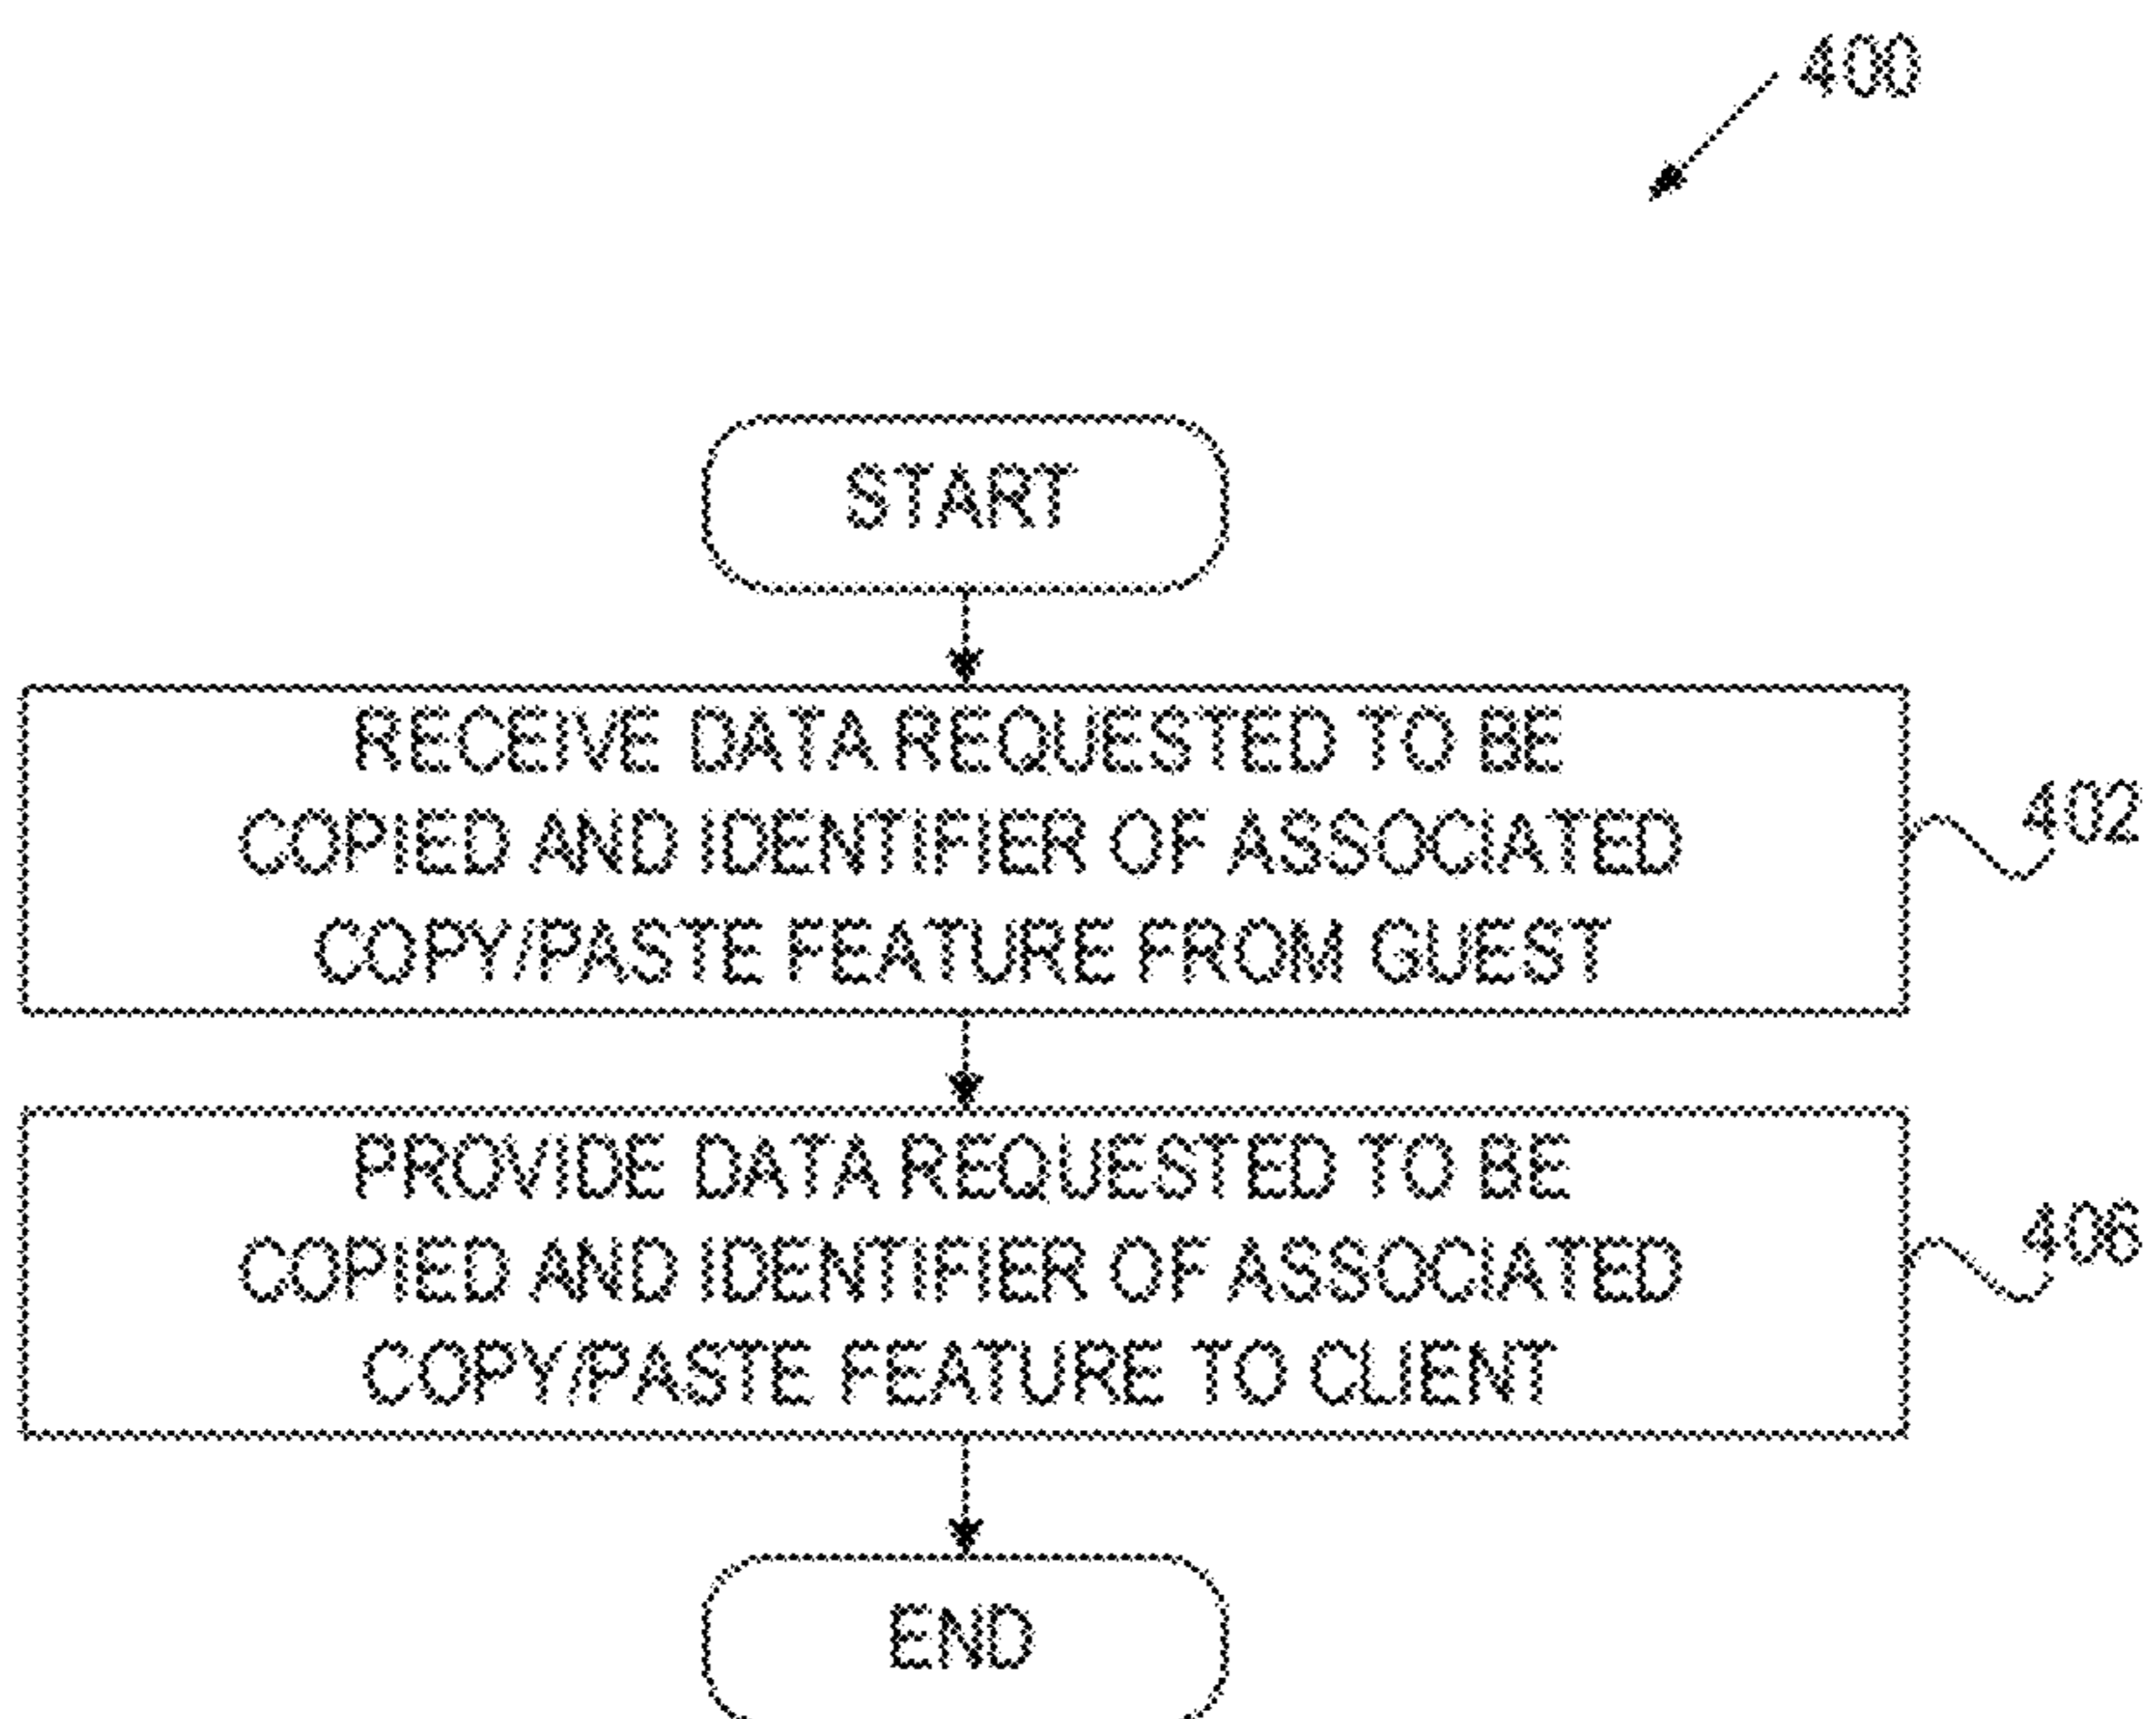 400
START
RECEIVE DATA REQUESTED TO BE
COPIED AND IDENTIFIER OF ASSOCIATED
COPY/PASTE FEATURE FROM GUEST
402
PROVIDE DATA REQUESTED TO BE
COPIED AND IDENTIFIER OF ASSOCIATED
COPY/PASTE FEATURE TO CLIENT
406
END